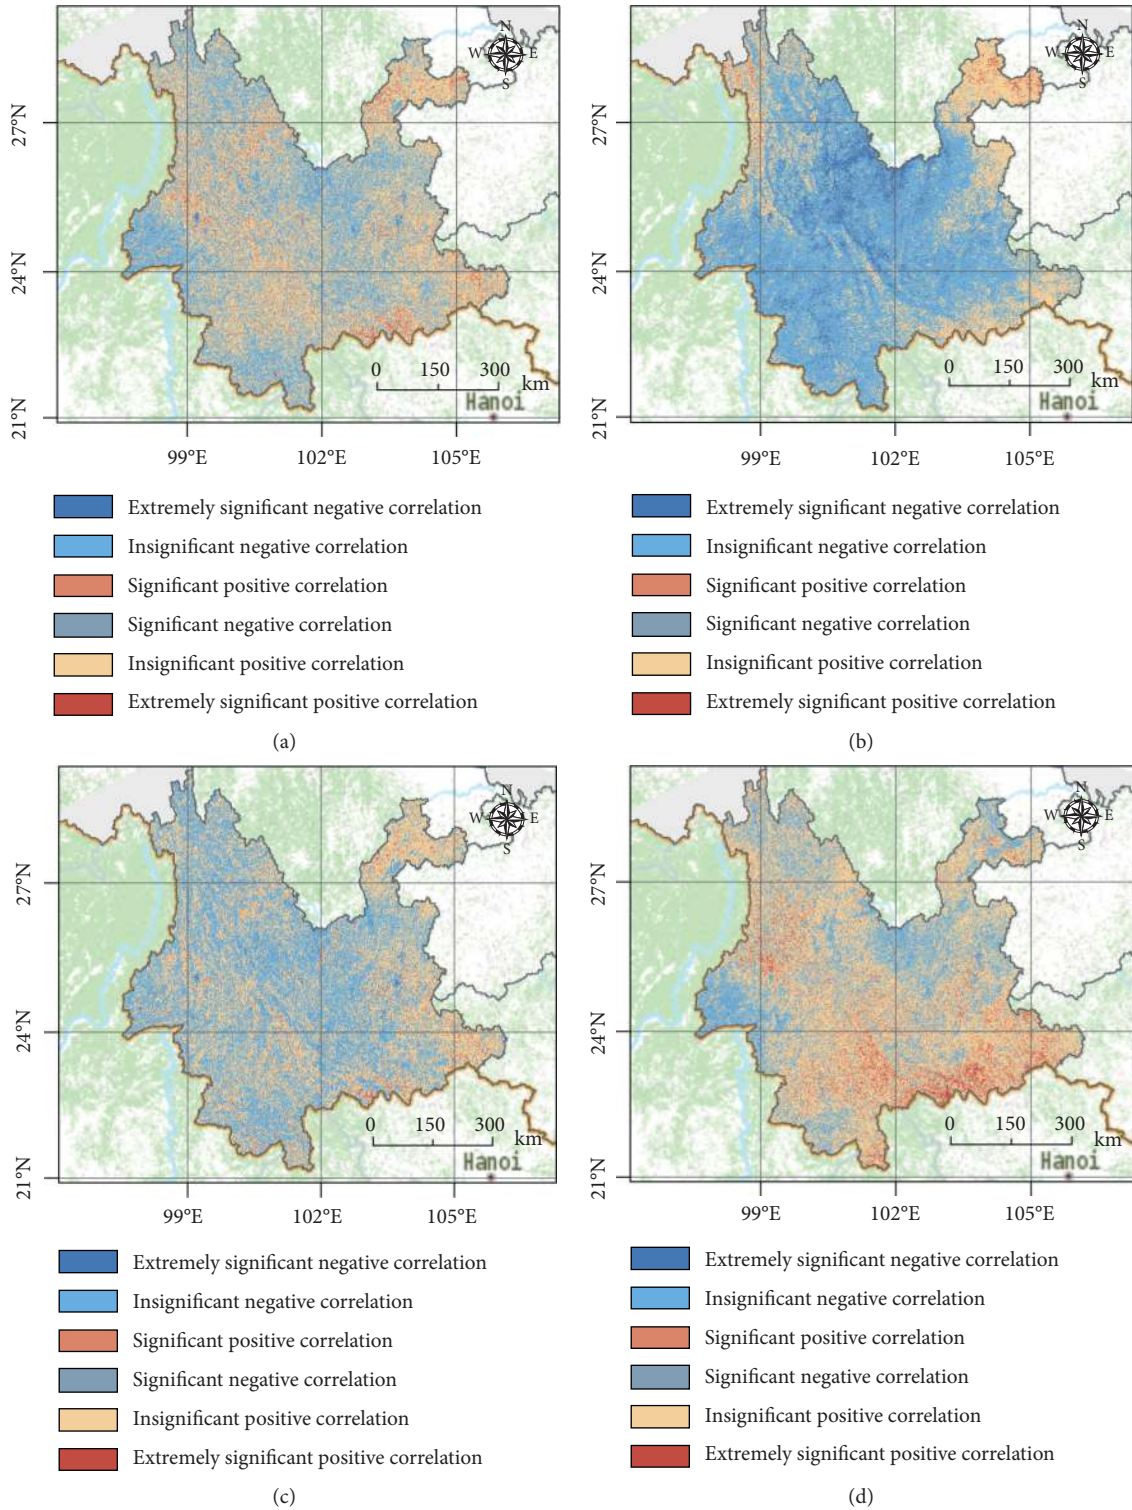 N
W E
S
27°N
24°N
21°N
0 150 300
km
Hanoi
99°E 102°E 105°E
Extremely significant negative correlation
Insignificant negative correlation
Significant positive correlation
Significant negative correlation
Insignificant positive correlation
Extremely significant positive correlation
(a)
N
W E
S
27°N
24°N
21°N
0 150 300
km
Hanoi
99°E 102°E 105°E
Extremely significant negative correlation
Insignificant negative correlation
Significant positive correlation
Significant negative correlation
Insignificant positive correlation
Extremely significant positive correlation
(b)
N
W E
S
27°N
24°N
21°N
0 150 300
km
Hanoi
99°E 102°E 105°E
Extremely significant negative correlation
Insignificant negative correlation
Significant positive correlation
Significant negative correlation
Insignificant positive correlation
Extremely significant positive correlation
(c)
N
W E
S
27°N
24°N
21°N
0 150 300
km
Hanoi
99°E 102°E 105°E
Extremely significant negative correlation
Insignificant negative correlation
Significant positive correlation
Significant negative correlation
Insignificant positive correlation
Extremely significant positive correlation
(d)